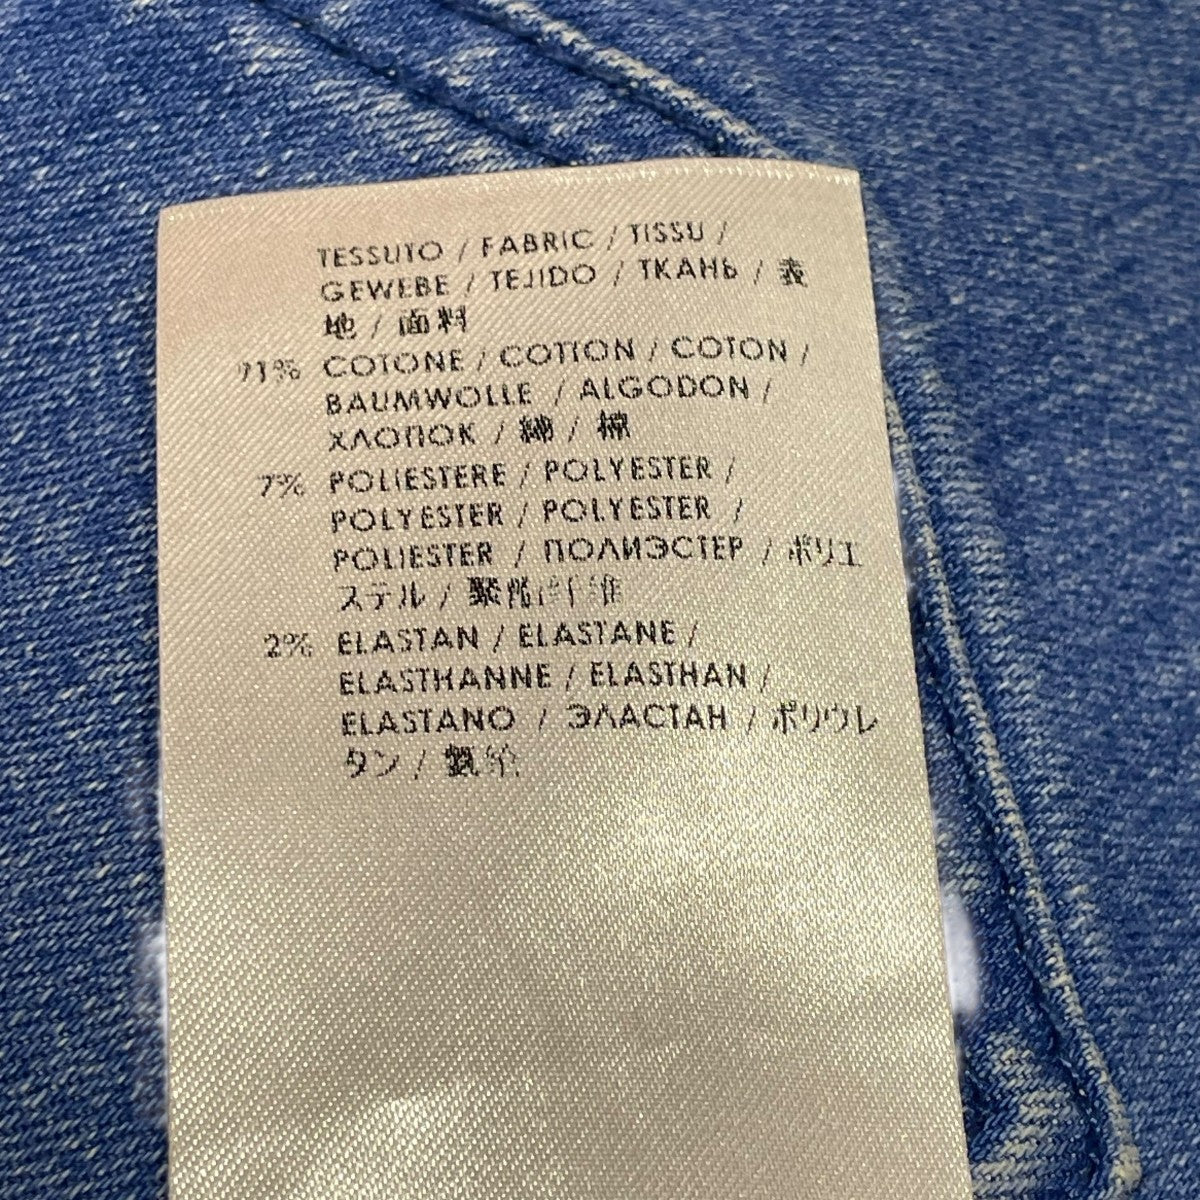 TESSUTO / FABRIC / TISSU /
GEWEBE / TEJIDO / ТКАНЬ / 表
地 / 面料
91% COTONE / COTTON / COTON /
BAUMWOLLE / ALGODON /
ХЛОПОК / 綿 / 棉
7% POLIESTERE / POLYESTER /
POLYESTER / POLYESTER /
POLIESTER / ПОЛИЭСТЕР / ポリエ
ステル / 聚酯纤维
2% ELASTAN / ELASTANE /
ELASTHANNE / ELASTHAN /
ELASTANO / ЭЛАСТАН / ポリウレ
タン / 氨纶